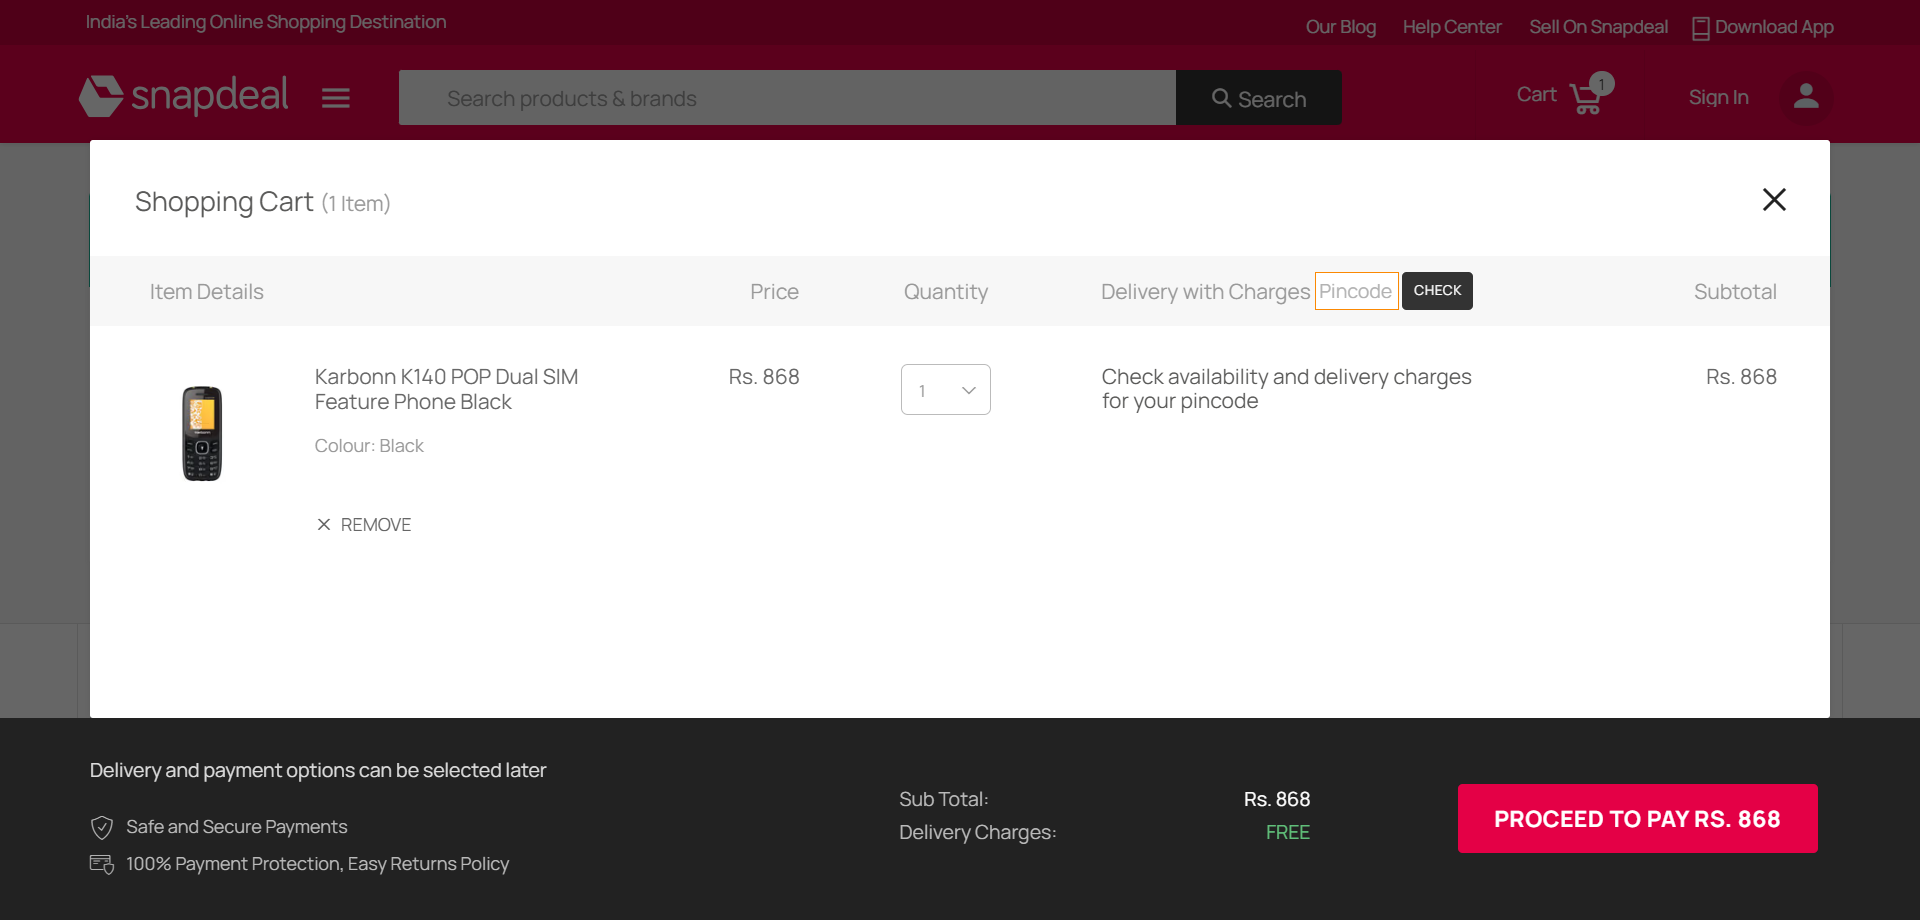 India's Leading Online Shopping Destination
Our Blog
Help Center
Sell On Snapdeal
Download App
snapdeal
Search products & brands
Search
Cart
1
Sign In
Shopping Cart (1 Item)
Item Details
Price
Quantity
Delivery with Charges
Pincode
CHECK
Subtotal
Karbonn K140 POP Dual SIM
Feature Phone Black
Rs. 868
1
Check availability and delivery charges
for your pincode
Rs. 868
Colour: Black
REMOVE
Delivery and payment options can be selected later
Safe and Secure Payments
100% Payment Protection, Easy Returns Policy
Sub Total:
Rs. 868
Delivery Charges:
FREE
PROCEED TO PAY RS. 868